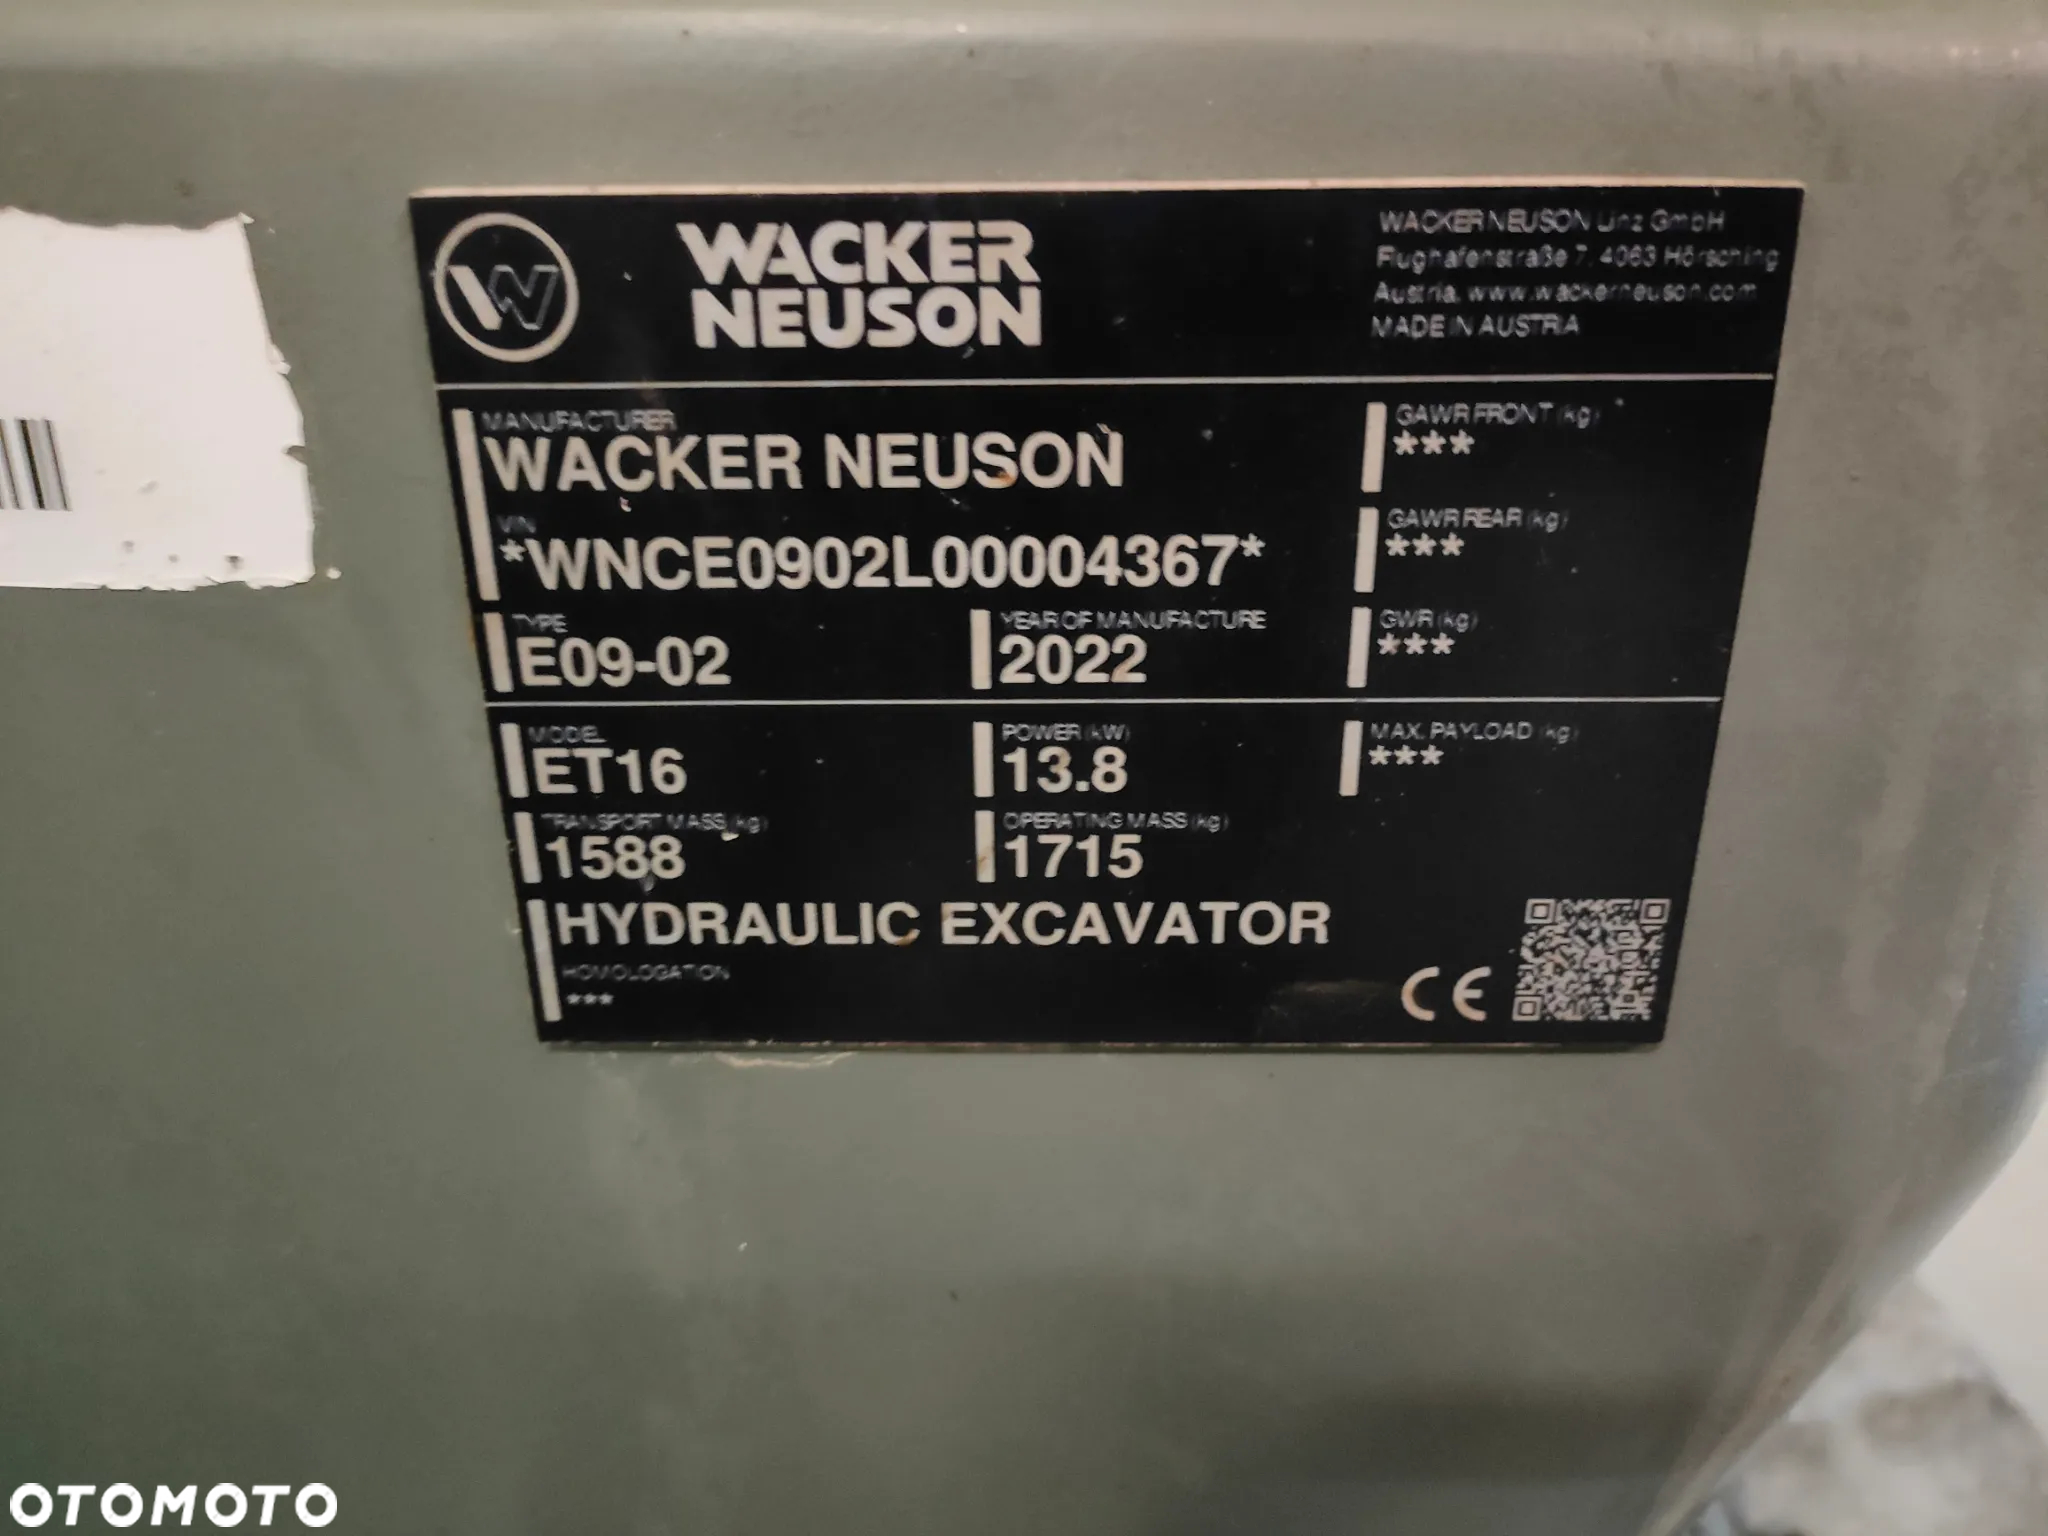 WACKER
NEUSON
WACKER NEUSON Linz GmbH
Flughafenstraße 7, 4063 Hörsching
Austria, www.wackerneuson.com
MADE IN AUSTRIA
MANUFACTURER
WACKER NEUSON
VIN
*WNCE0902L00004367*
TYPE
E09-02
YEAR OF MANUFACTURE
2022
GAWR FRONT (kg)
***
GAWR REAR (kg)
***
GWR (kg)
***
MODEL
ET16
POWER (kW)
13.8
MAX. PAYLOAD (kg)
***
TRANSPORT MASS (kg)
1588
OPERATING MASS (kg)
1715
HYDRAULIC EXCAVATOR
HOMOLOGATION
***
CE
OTOMOTO